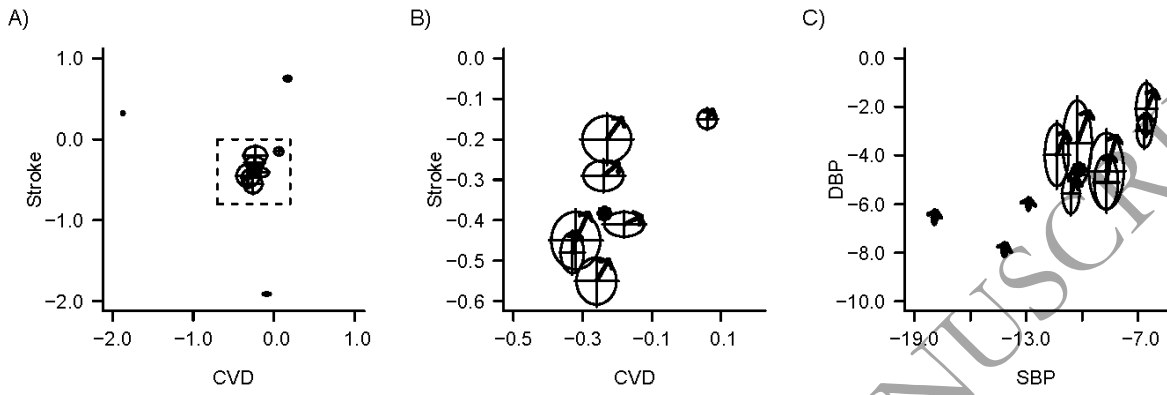 A)
Stroke
1.0
0.0
−1.0
−2.0
−2.0 −1.0 0.0 1.0
CVD
B)
Stroke
0.0
−0.1
−0.2
−0.3
−0.4
−0.5
−0.6
−0.5 −0.3 −0.1 0.1
CVD
C)
DBP
0.0
−2.0
−4.0
−6.0
−8.0
−10.0
−19.0 −13.0 −7.0
SBP
NUSCR